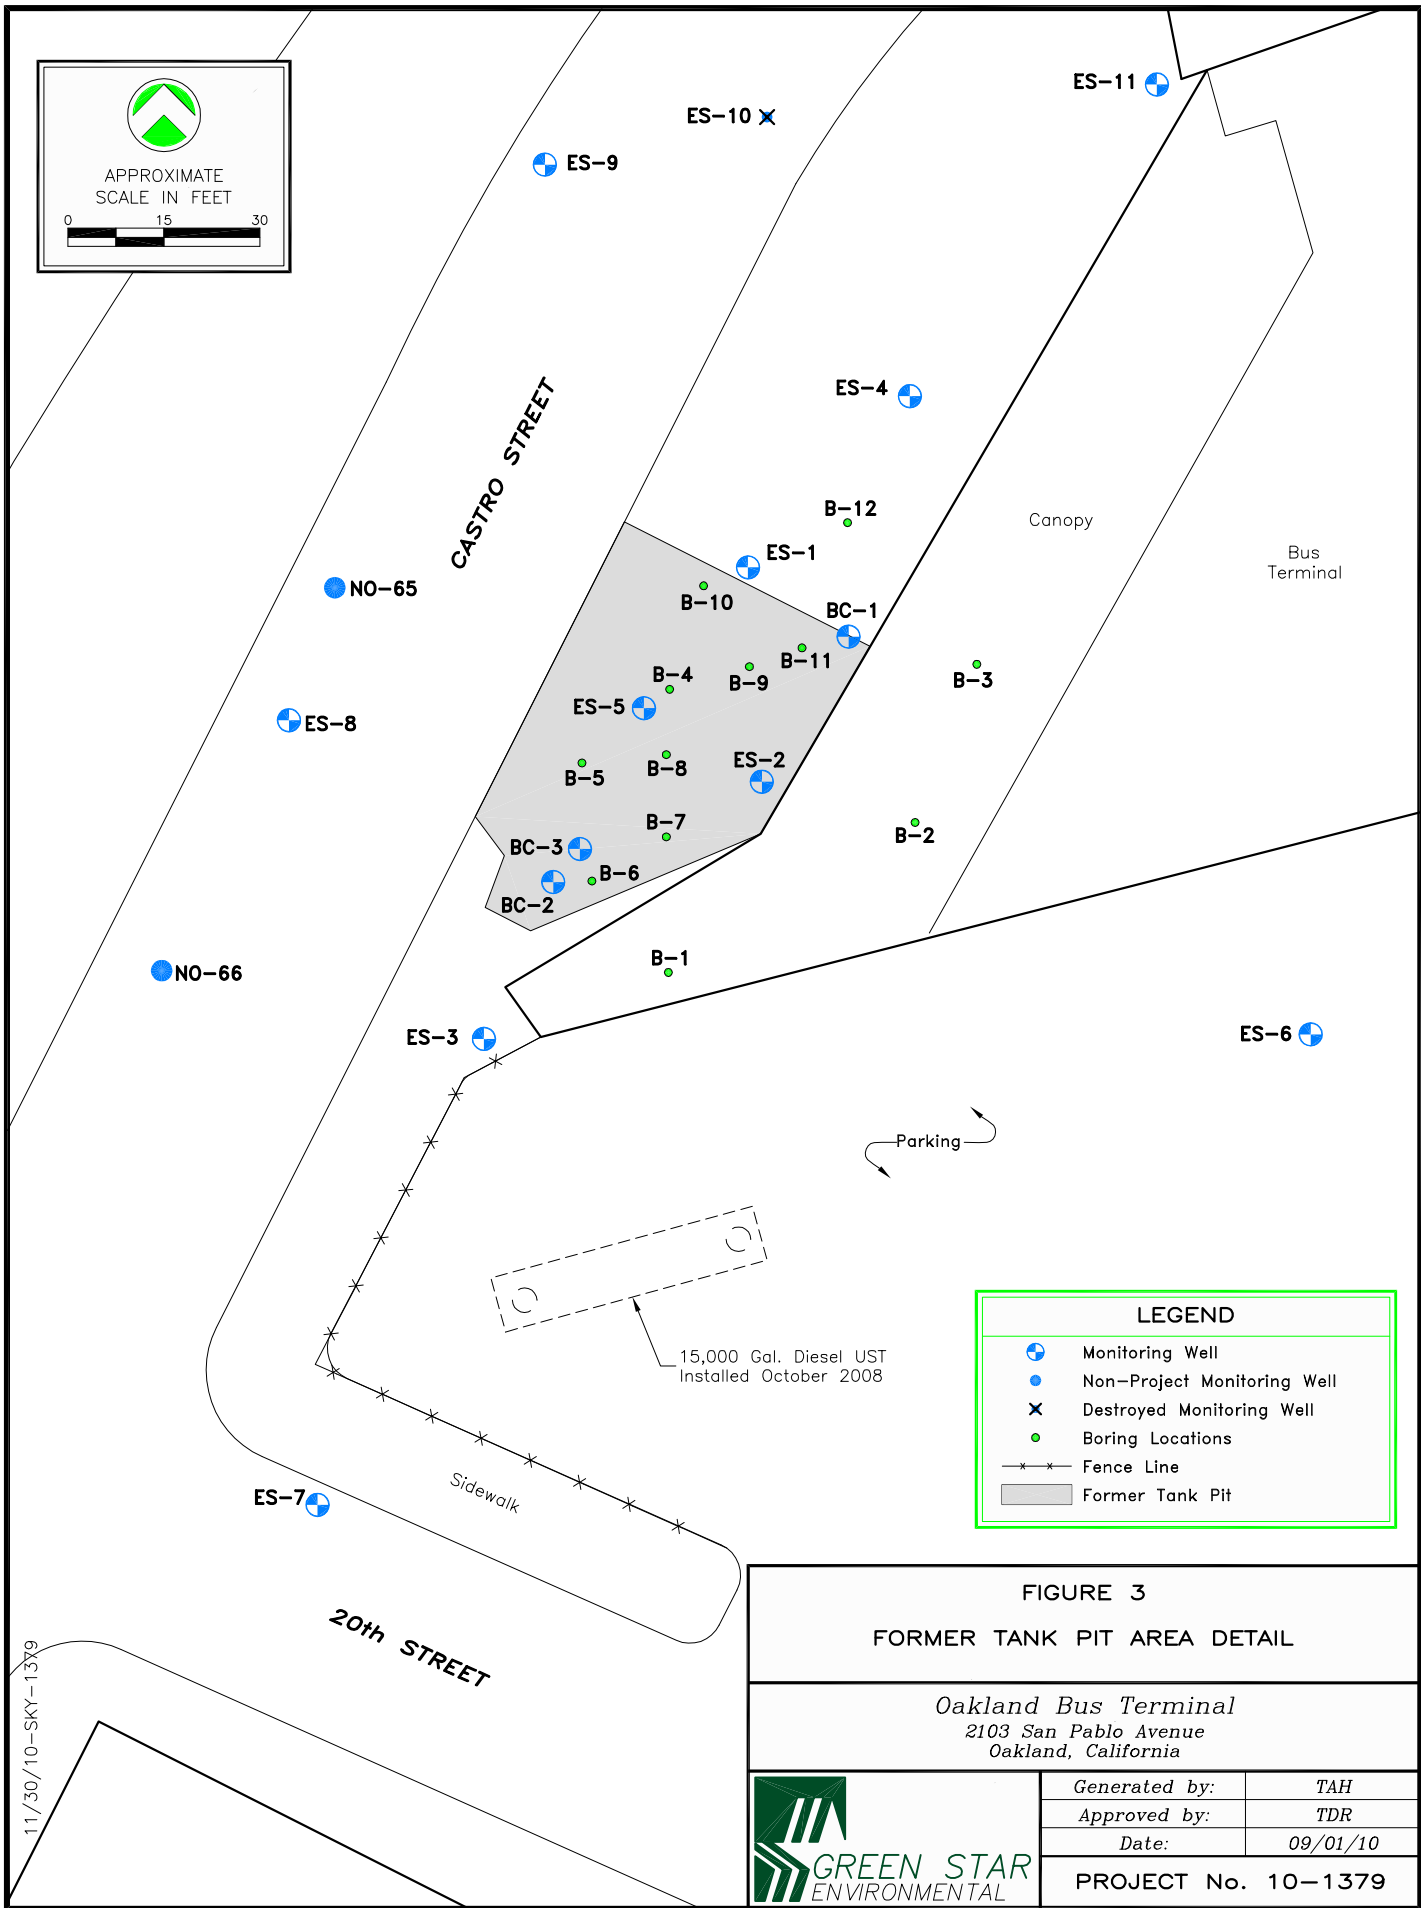 APPROXIMATE
SCALE IN FEET
0 15 30
ES-11
ES-10
ES-9
ES-4
CASTRO STREET
B-12
Canopy
Bus
Terminal
ES-1
NO-65
B-10
BC-1
B-11
B-9
B-3
B-4
ES-5
ES-8
B-8
ES-2
B-5
B-7
B-2
BC-3
B-6
BC-2
B-1
NO-66
ES-3
ES-6
Parking
15,000 Gal. Diesel UST
Installed October 2008
Sidewalk
ES-7
20th STREET
LEGEND
Monitoring Well
Non-Project Monitoring Well
Destroyed Monitoring Well
Boring Locations
Fence Line
Former Tank Pit
11/30/10-SKY-1379
FIGURE 3
FORMER TANK PIT AREA DETAIL
Oakland Bus Terminal
2103 San Pablo Avenue
Oakland, California
GREEN STAR
ENVIRONMENTAL
Generated by: TAH
Approved by: TDR
Date: 09/01/10
PROJECT No. 10-1379